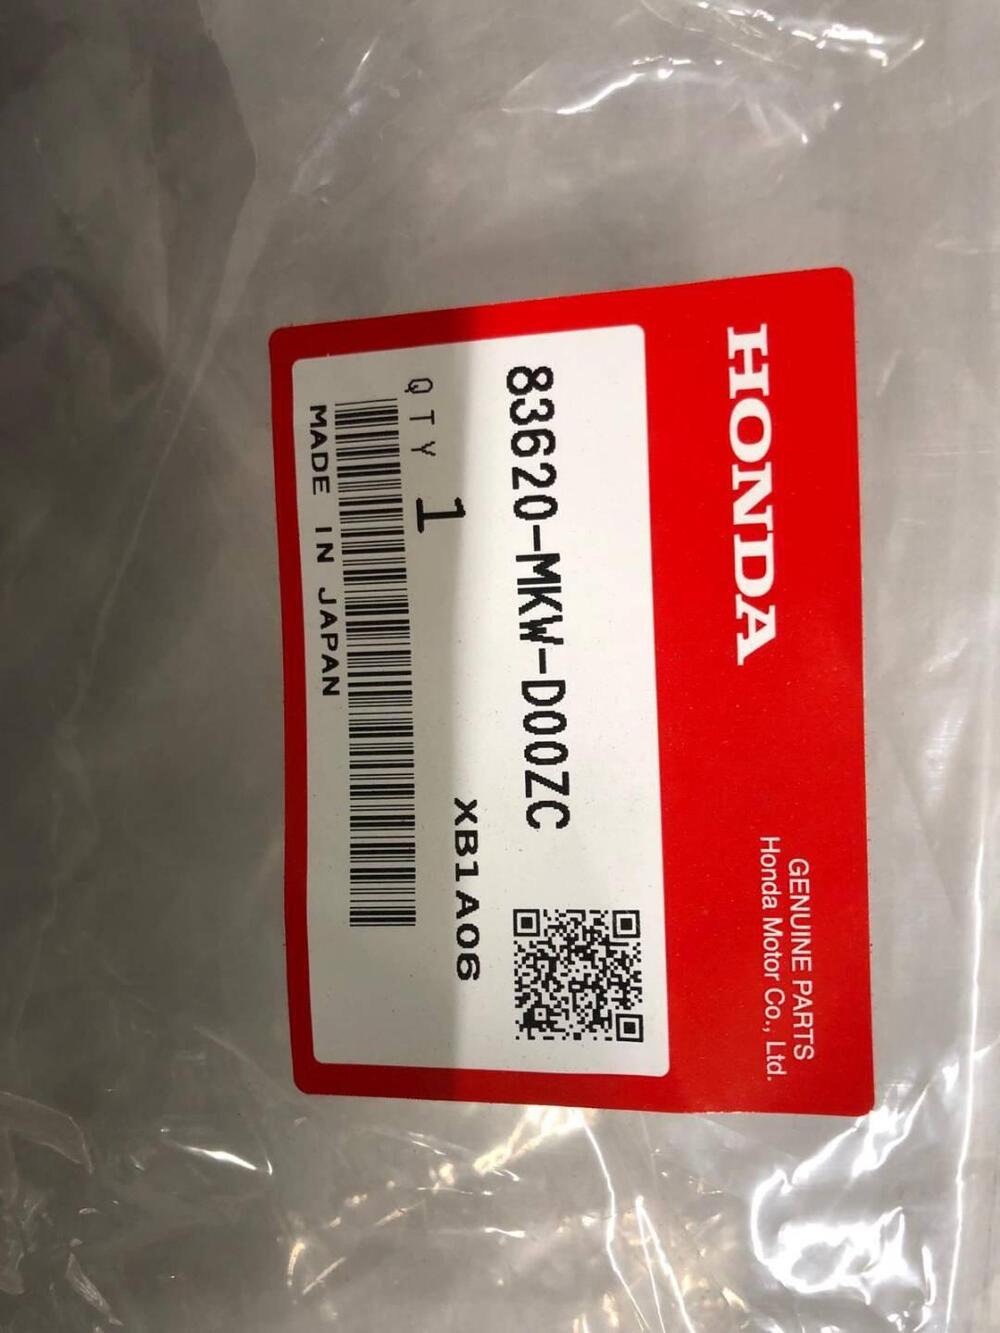 HONDA
GENUINE PARTS
Honda Motor Co., Ltd.
83620-MKW-D00ZC
XB1A06
QTY 1
MADE IN JAPAN